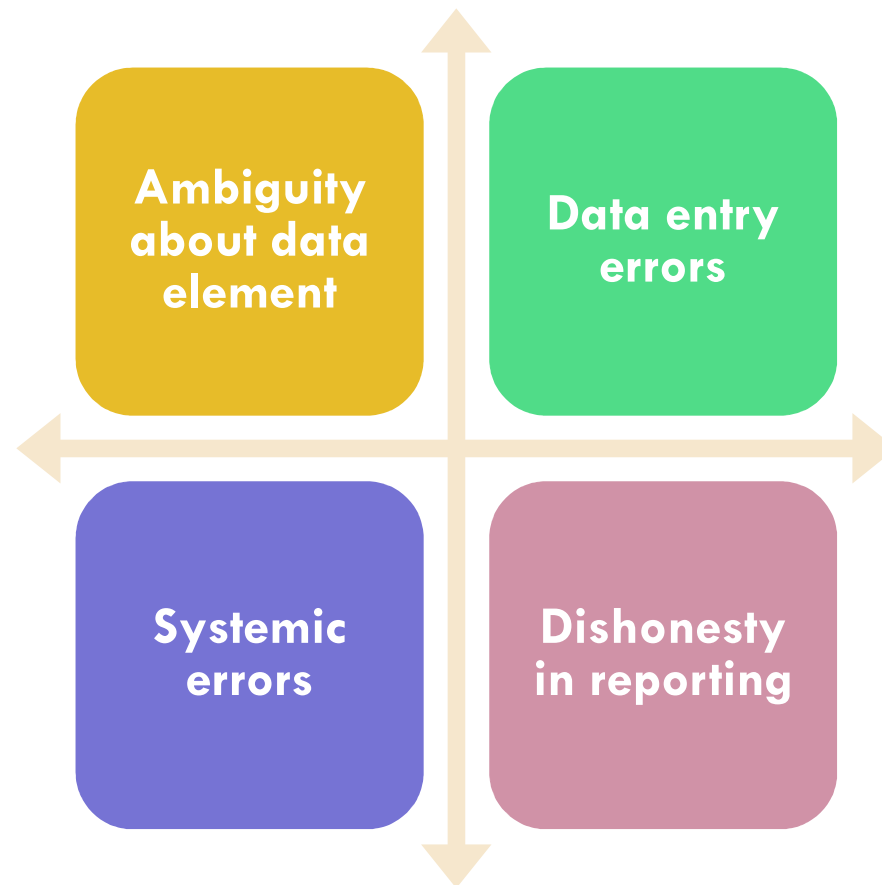 Ambiguity
about data
element
Data entry
errors
Systemic
errors
Dishonesty
in reporting